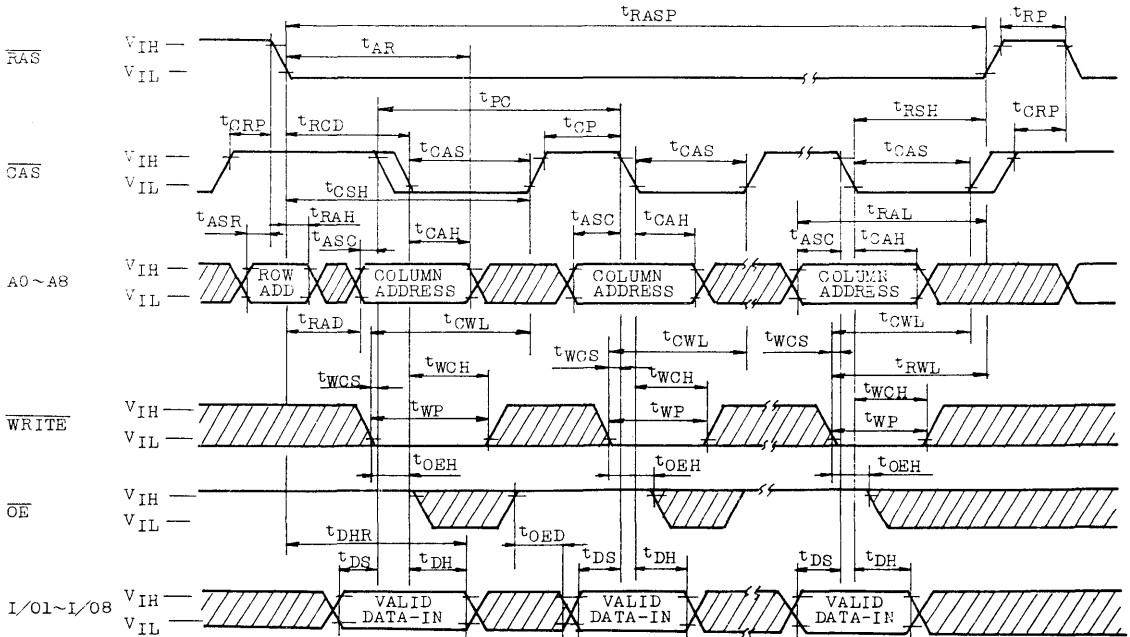 tRASP
tRP
VIH
tAR
RAS
VIL
tPC
tCRP
tRCD
tCP
tRSH
tCRP
VIH
tCAS
tCAS
tCAS
CAS
VIL
tCSH
tASR
tRAH
tRAL
tASC
tCAH
tASC
tCAH
tASC
tCAH
A0~A8
VIH
VIL
ROW
ADD
COLUMN
ADDRESS
COLUMN
ADDRESS
COLUMN
ADDRESS
tRAD
tCWL
tCWL
tCWL
tWCS
tWCH
tWCS
tWCH
tWCS
tRWL
tWCH
WRITE
VIH
VIL
tWP
tWP
tWP
tOEH
tOEH
tOEH
OE
VIH
VIL
tDHR
tOED
tDS
tDH
tDS
tDH
tDS
tDH
I/O1~I/O8
VIH
VIL
VALID
DATA-IN
VALID
DATA-IN
VALID
DATA-IN